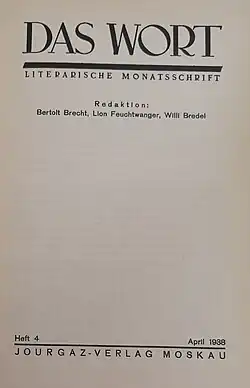 DAS WORT
LITERARISCHE MONATSSCHRIFT
Redaktion:
Bertolt Brecht, Lion Feuchtwanger, Willi Bredel
Heft 4 April 1938
JOURGAZ-VERLAG MOSKAU